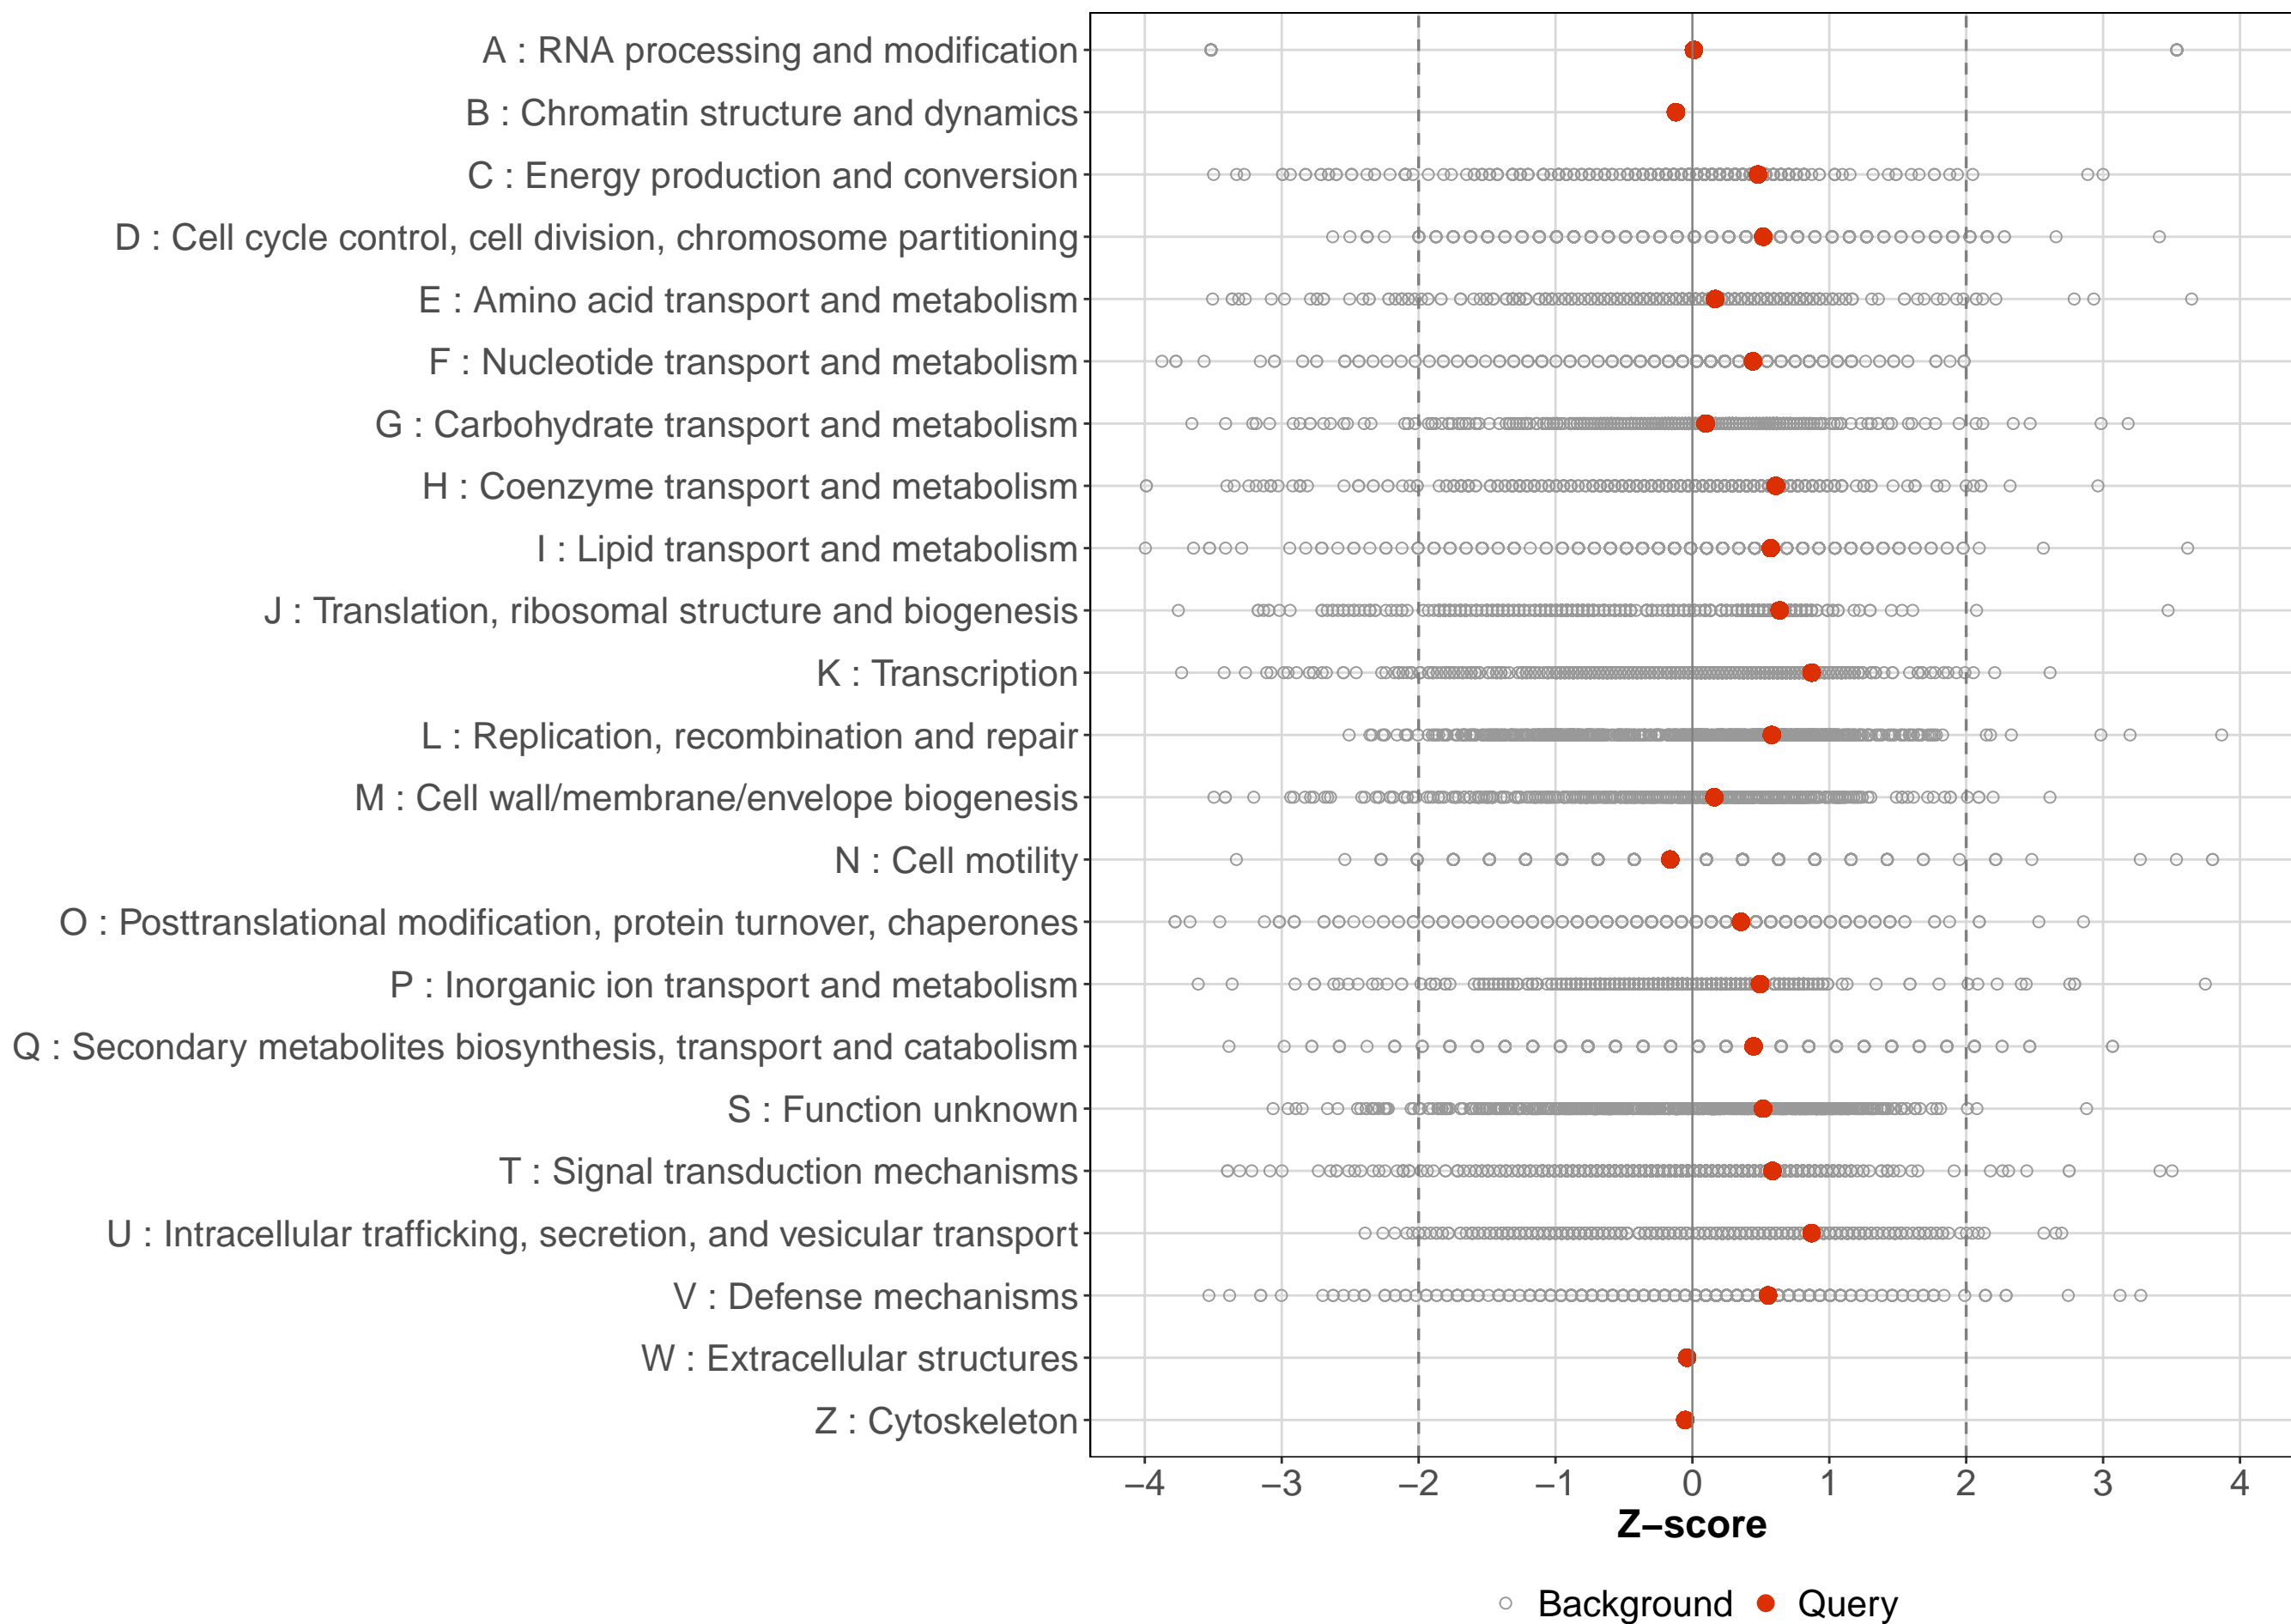 A : RNA processing and modification
B : Chromatin structure and dynamics
C : Energy production and conversion
D : Cell cycle control, cell division, chromosome partitioning
E : Amino acid transport and metabolism
F : Nucleotide transport and metabolism
G : Carbohydrate transport and metabolism
H : Coenzyme transport and metabolism
I : Lipid transport and metabolism
J : Translation, ribosomal structure and biogenesis
K : Transcription
L : Replication, recombination and repair
M : Cell wall/membrane/envelope biogenesis
N : Cell motility
O : Posttranslational modification, protein turnover, chaperones
P : Inorganic ion transport and metabolism
Q : Secondary metabolites biosynthesis, transport and catabolism
S : Function unknown
T : Signal transduction mechanisms
U : Intracellular trafficking, secretion, and vesicular transport
V : Defense mechanisms
W : Extracellular structures
Z : Cytoskeleton
−4 −3 −2 −1 0 1 2 3 4
Z−score
Background Query